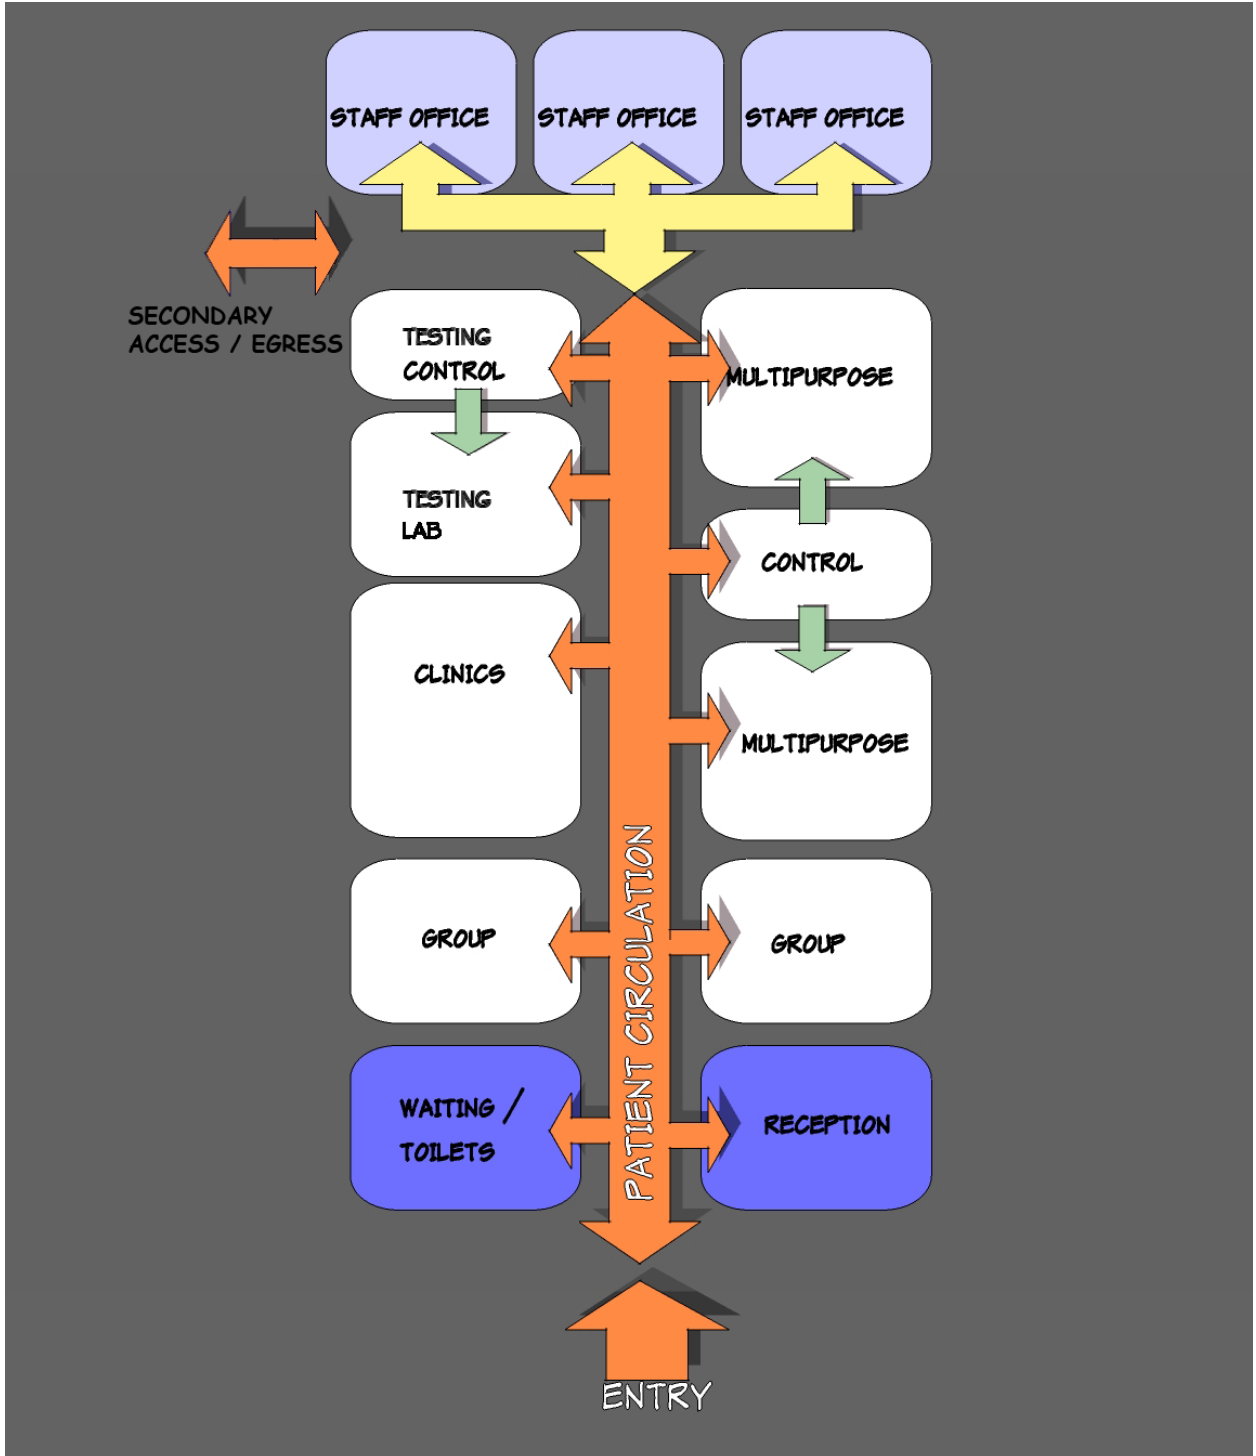 STAFF OFFICE
STAFF OFFICE
STAFF OFFICE
SECONDARY
ACCESS / EGRESS
TESTING
CONTROL
MULTIPURPOSE
TESTING
LAB
CONTROL
CLINICS
MULTIPURPOSE
GROUP
GROUP
PATIENT CIRCULATION
WAITING /
TOILETS
RECEPTION
ENTRY